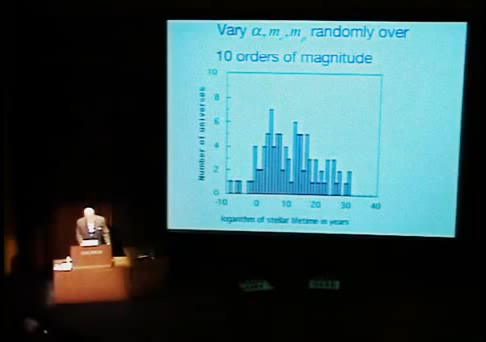 Vary α, mₑ, mₚ randomly over
10 orders of magnitude
Number of universes
10
8
6
4
2
0
-10 0 10 20 30 40
logarithm of stellar lifetime in years